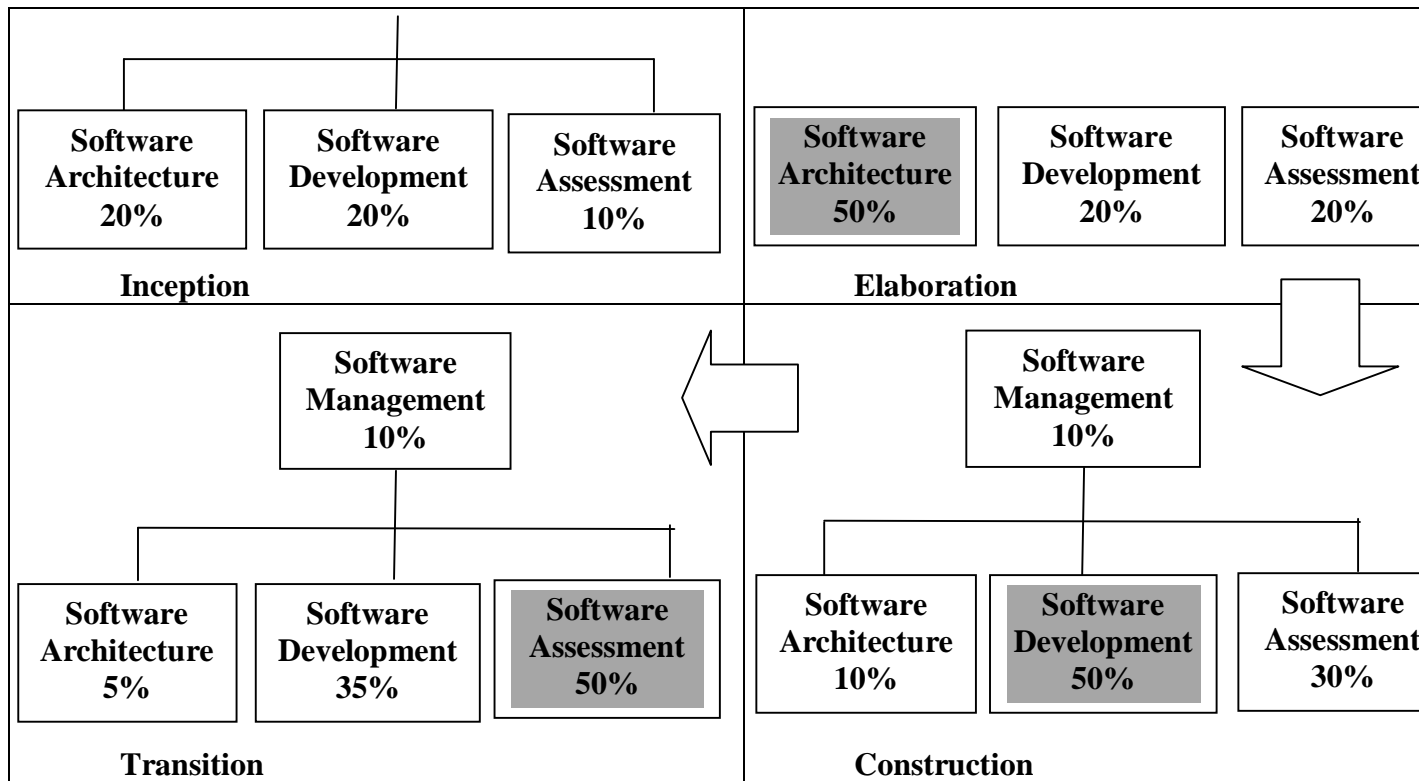 Software
Architecture
20%
Software
Development
20%
Software
Assessment
10%
Inception
Software
Architecture
50%
Software
Development
20%
Software
Assessment
20%
Elaboration
Software
Management
10%
Software
Architecture
5%
Software
Development
35%
Software
Assessment
50%
Transition
Software
Management
10%
Software
Architecture
10%
Software
Development
50%
Software
Assessment
30%
Construction